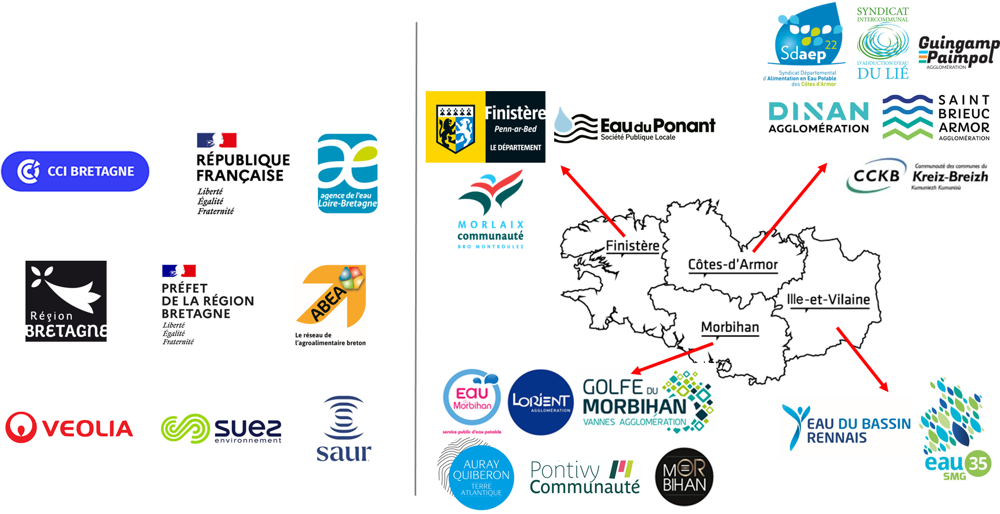 CCI BRETAGNE
RÉPUBLIQUE
FRANÇAISE
Liberté
Égalité
Fraternité
æ
agence de l'eau
Loire-Bretagne
Région
BRETAGNE
PRÉFET
DE LA RÉGION
BRETAGNE
Liberté
Égalité
Fraternité
ABEA
Le réseau de
l'agroalimentaire breton
VEOLIA
suez
environnement
saur
Finistère
Penn-ar-Bed
LE DÉPARTEMENT
Eau du Ponant
Société Publique Locale
MORLAIX
communauté
BRO MONTROULEZ
Sdaep 22
Syndicat Départemental
d'Alimentation en Eau Potable
des Côtes d'Armor
SYNDICAT
INTERCOMMUNAL
D'ADDUCTION D'EAU
DU LIÉ
Guingamp
Paimpol
AGGLOMÉRATION
DINAN
AGGLOMÉRATION
SAINT
BRIEUC
ARMOR
AGGLOMÉRATION
CCKB
Communauté des communes du
Kreiz-Breizh
Kumuniezh Kumunioù
Finistère
Côtes-d'Armor
Ille-et-Vilaine
Morbihan
EAU
du
Morbihan
service public d'eau potable
LORIENT
AGGLOMÉRATION
GOLFE DU
MORBIHAN
VANNES AGGLOMÉRATION
AURAY
QUIBERON
TERRE
ATLANTIQUE
Pontivy
Communauté
MOR
BIHAN
EAU DU BASSIN
RENNAIS
eau 35
SMG